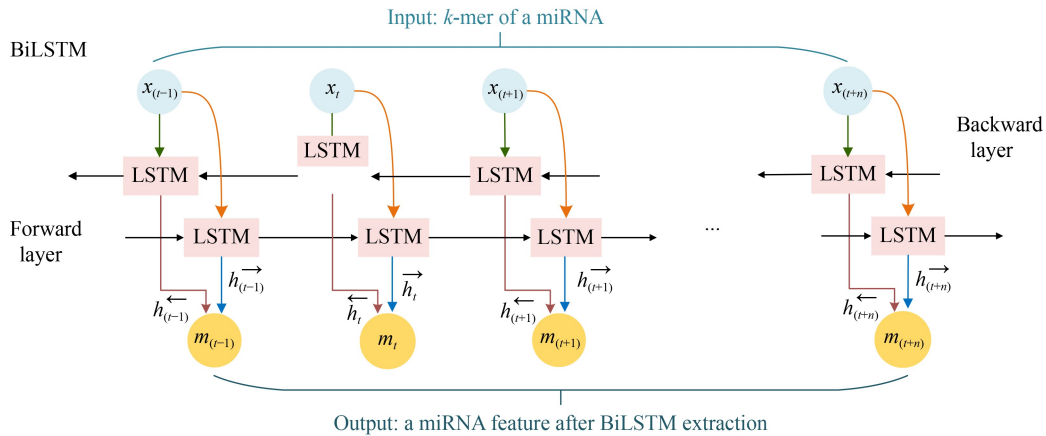 Input: k-mer of a miRNA
BiLSTM
x(t−1)
xt
x(t+1)
x(t+n)
Backward
layer
LSTM
LSTM
LSTM
LSTM
Forward
layer
LSTM
LSTM
LSTM
...
LSTM
h(t−1)→
h→t
h(t+1)→
h(t+n)→
h←(t−1)
h←t
h←(t+1)
h←(t+n)
m(t−1)
mt
m(t+1)
m(t+n)
Output: a miRNA feature after BiLSTM extraction